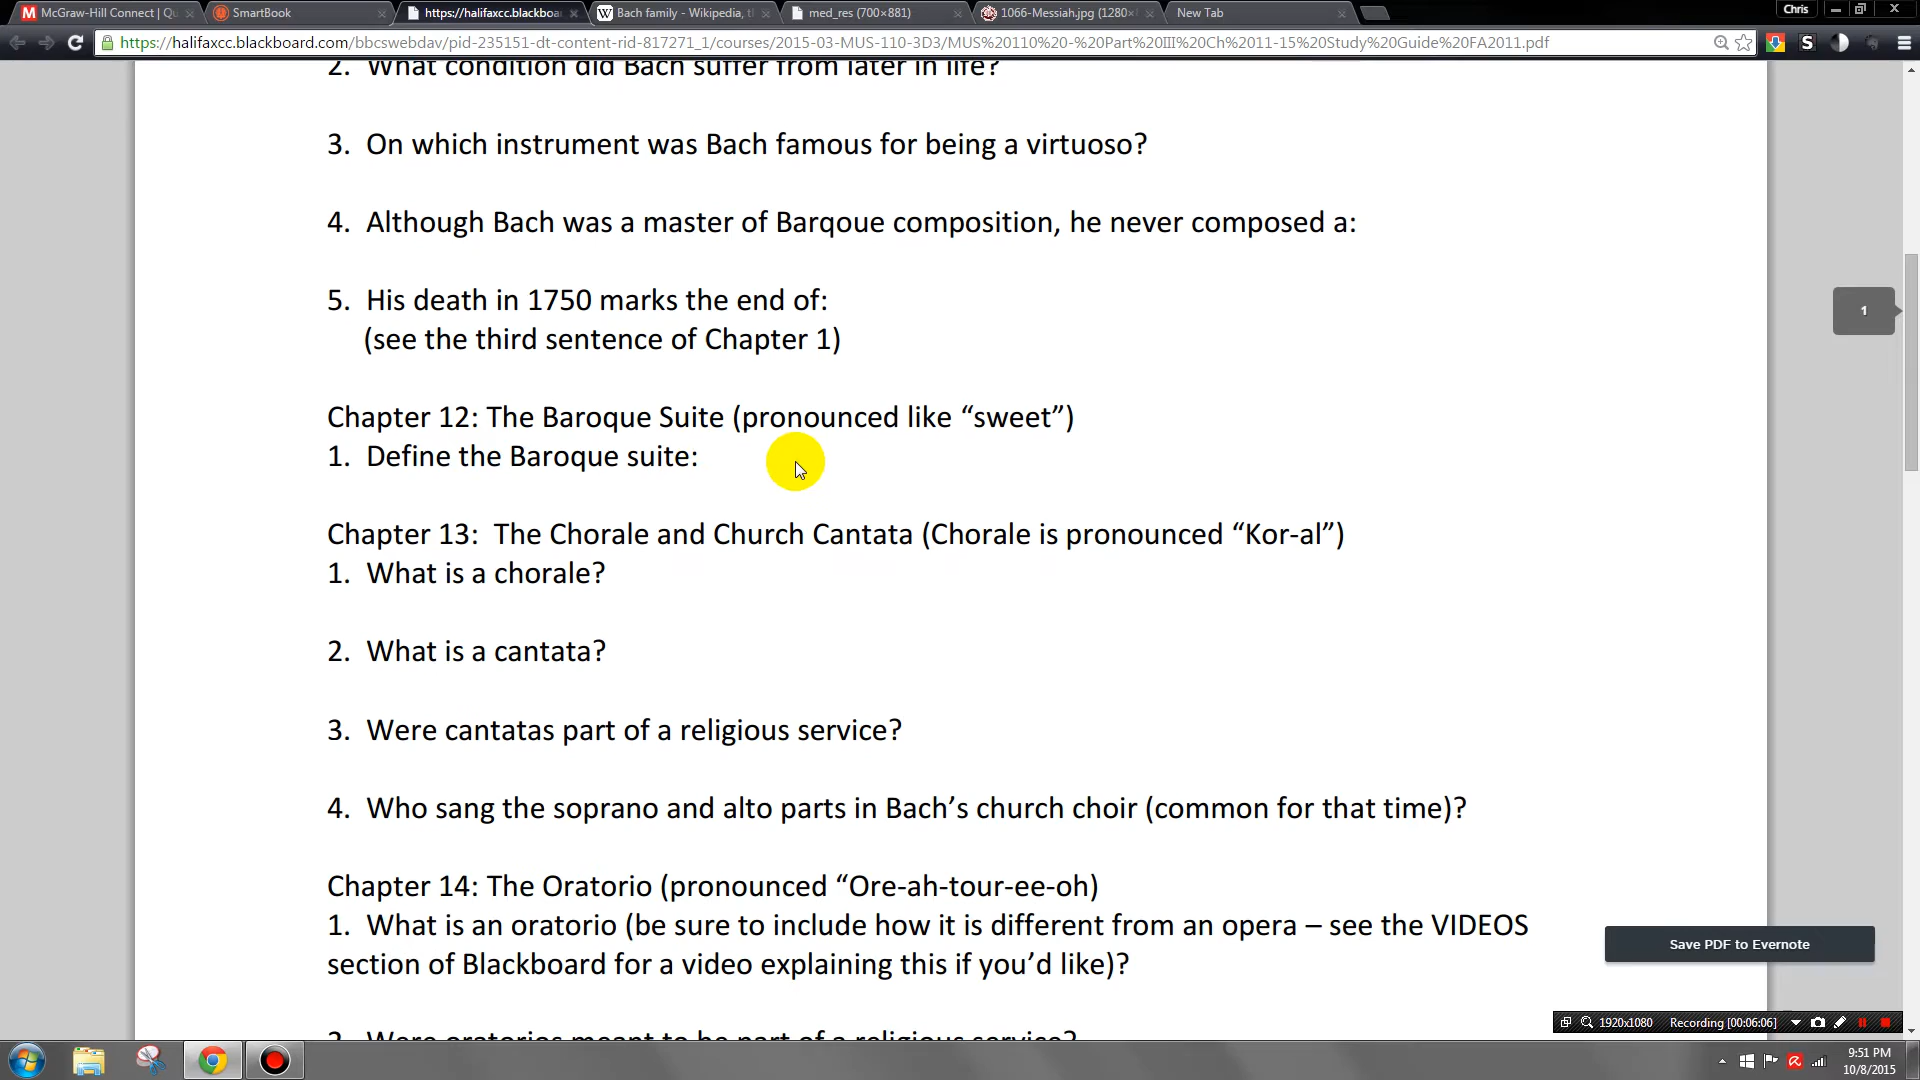 McGraw-Hill Connect | Qu
SmartBook
https://halifaxcc.blackboa
Bach family - Wikipedia, t
med_res (700×881)
1066-Messiah.jpg (1280×
New Tab
Chris
https://halifaxcc.blackboard.com/bbcswebdav/pid-235151-dt-content-rid-817271_1/courses/2015-03-MUS-110-3D3/MUS%20110%20-%20Part%20III%20Ch%2011-15%20Study%20Guide%20FA2011.pdf
2. What condition did Bach suffer from later in life?
3. On which instrument was Bach famous for being a virtuoso?
4. Although Bach was a master of Barqoue composition, he never composed a:
5. His death in 1750 marks the end of:
(see the third sentence of Chapter 1)
1
Chapter 12: The Baroque Suite (pronounced like “sweet”)
1. Define the Baroque suite:
Chapter 13: The Chorale and Church Cantata (Chorale is pronounced “Kor-al”)
1. What is a chorale?
2. What is a cantata?
3. Were cantatas part of a religious service?
4. Who sang the soprano and alto parts in Bach’s church choir (common for that time)?
Chapter 14: The Oratorio (pronounced “Ore-ah-tour-ee-oh)
1. What is an oratorio (be sure to include how it is different from an opera – see the VIDEOS
section of Blackboard for a video explaining this if you’d like)?
Save PDF to Evernote
2. Were oratorios meant to be part of a religious service?
1920x1080 Recording [00:06:06]
9:51 PM
10/8/2015